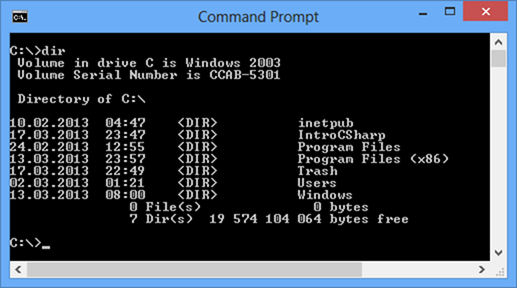 Command Prompt
C:\>dir
Volume in drive C is Windows 2003
Volume Serial Number is CCAB-5301
Directory of C:\
10.02.2013 04:47 <DIR> inetpub
17.03.2013 23:47 <DIR> IntroCSharp
24.02.2013 12:55 <DIR> Program Files
13.03.2013 23:57 <DIR> Program Files (x86)
17.03.2013 22:49 <DIR> Trash
02.03.2013 01:21 <DIR> Users
13.03.2013 08:00 <DIR> Windows
0 File(s) 0 bytes
7 Dir(s) 19 574 104 064 bytes free
C:\>_